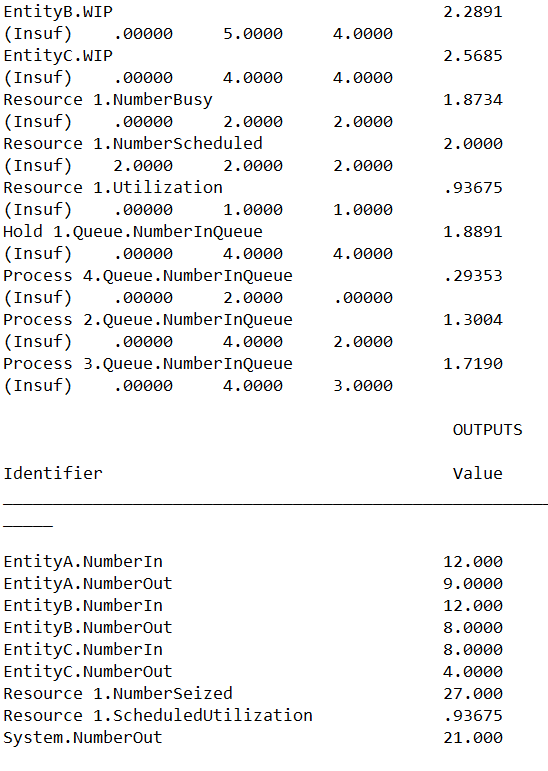 EntityB.WIP 2.2891
(Insuf) .00000 5.0000 4.0000
EntityC.WIP 2.5685
(Insuf) .00000 4.0000 4.0000
Resource 1.NumberBusy 1.8734
(Insuf) .00000 2.0000 2.0000
Resource 1.NumberScheduled 2.0000
(Insuf) 2.0000 2.0000 2.0000
Resource 1.Utilization .93675
(Insuf) .00000 1.0000 1.0000
Hold 1.Queue.NumberInQueue 1.8891
(Insuf) .00000 4.0000 4.0000
Process 4.Queue.NumberInQueue .29353
(Insuf) .00000 2.0000 .00000
Process 2.Queue.NumberInQueue 1.3004
(Insuf) .00000 4.0000 2.0000
Process 3.Queue.NumberInQueue 1.7190
(Insuf) .00000 4.0000 3.0000
OUTPUTS
Identifier Value
EntityA.NumberIn 12.000
EntityA.NumberOut 9.0000
EntityB.NumberIn 12.000
EntityB.NumberOut 8.0000
EntityC.NumberIn 8.0000
EntityC.NumberOut 4.0000
Resource 1.NumberSeized 27.000
Resource 1.ScheduledUtilization .93675
System.NumberOut 21.000